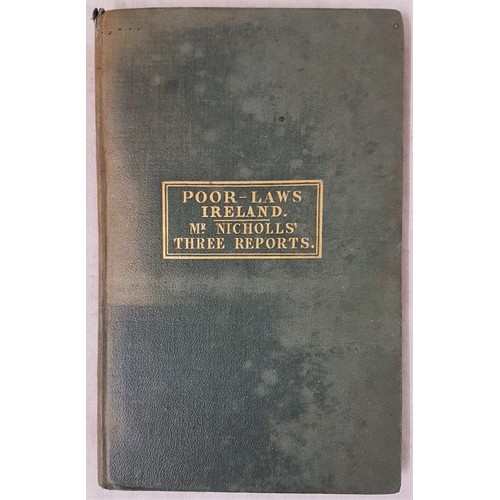 POOR-LAWS
IRELAND.
Mr NICHOLLS'
THREE REPORTS.